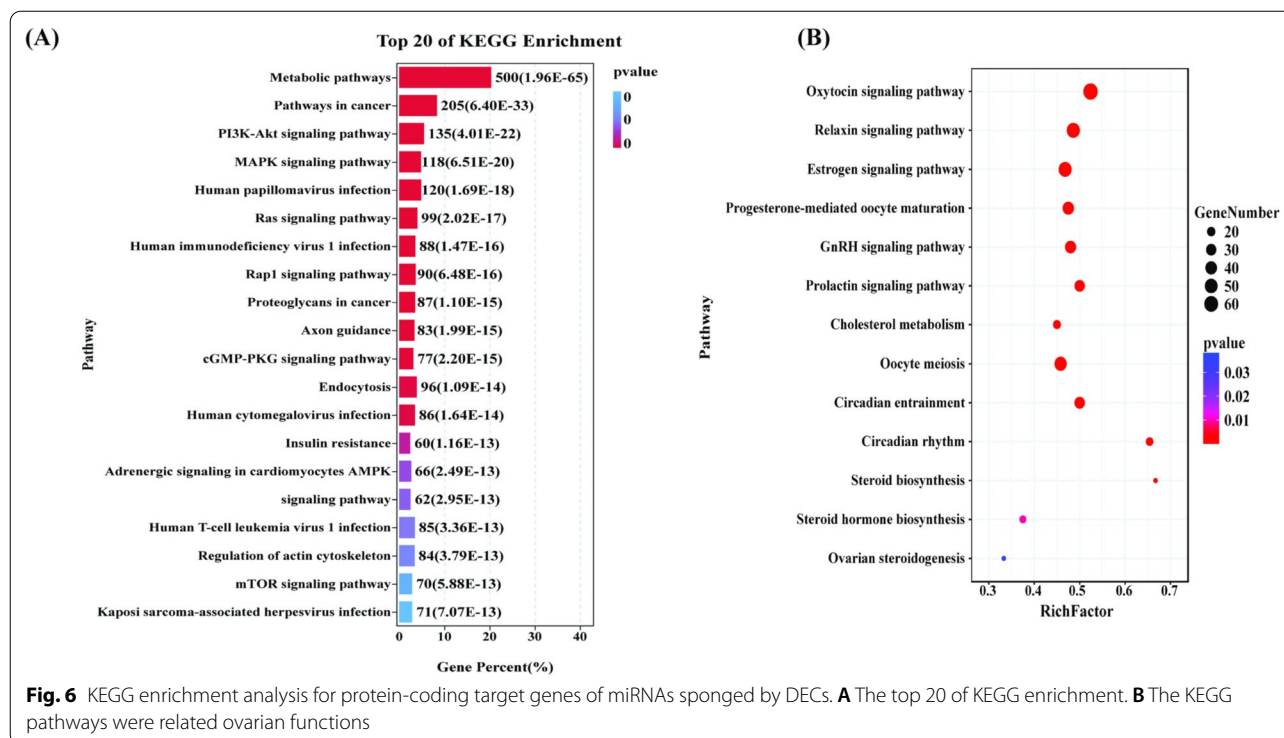 (A)
Top 20 of KEGG Enrichment
Pathway
Metabolic pathways 500(1.96E-65)
Pathways in cancer 205(6.40E-33)
PI3K-Akt signaling pathway 135(4.01E-22)
MAPK signaling pathway 118(6.51E-20)
Human papillomavirus infection 120(1.69E-18)
Ras signaling pathway 99(2.02E-17)
Human immunodeficiency virus 1 infection 88(1.47E-16)
Rap1 signaling pathway 90(6.48E-16)
Proteoglycans in cancer 87(1.10E-15)
Axon guidance 83(1.99E-15)
cGMP-PKG signaling pathway 77(2.20E-15)
Endocytosis 96(1.09E-14)
Human cytomegalovirus infection 86(1.64E-14)
Insulin resistance 60(1.16E-13)
Adrenergic signaling in cardiomyocytes AMPK 66(2.49E-13)
signaling pathway 62(2.95E-13)
Human T-cell leukemia virus 1 infection 85(3.36E-13)
Regulation of actin cytoskeleton 84(3.79E-13)
mTOR signaling pathway 70(5.88E-13)
Kaposi sarcoma-associated herpesvirus infection 71(7.07E-13)
0 10 20 30 40
Gene Percent(%)
pvalue
0
0
0
(B)
Pathway
Oxytocin signaling pathway
Relaxin signaling pathway
Estrogen signaling pathway
Progesterone-mediated oocyte maturation
GnRH signaling pathway
Prolactin signaling pathway
Cholesterol metabolism
Oocyte meiosis
Circadian entrainment
Circadian rhythm
Steroid biosynthesis
Steroid hormone biosynthesis
Ovarian steroidogenesis
0.3 0.4 0.5 0.6 0.7
RichFactor
GeneNumber
20
30
40
50
60
pvalue
0.03
0.02
0.01
Fig. 6 KEGG enrichment analysis for protein-coding target genes of miRNAs sponged by DECs. A The top 20 of KEGG enrichment. B The KEGG
pathways were related ovarian functions